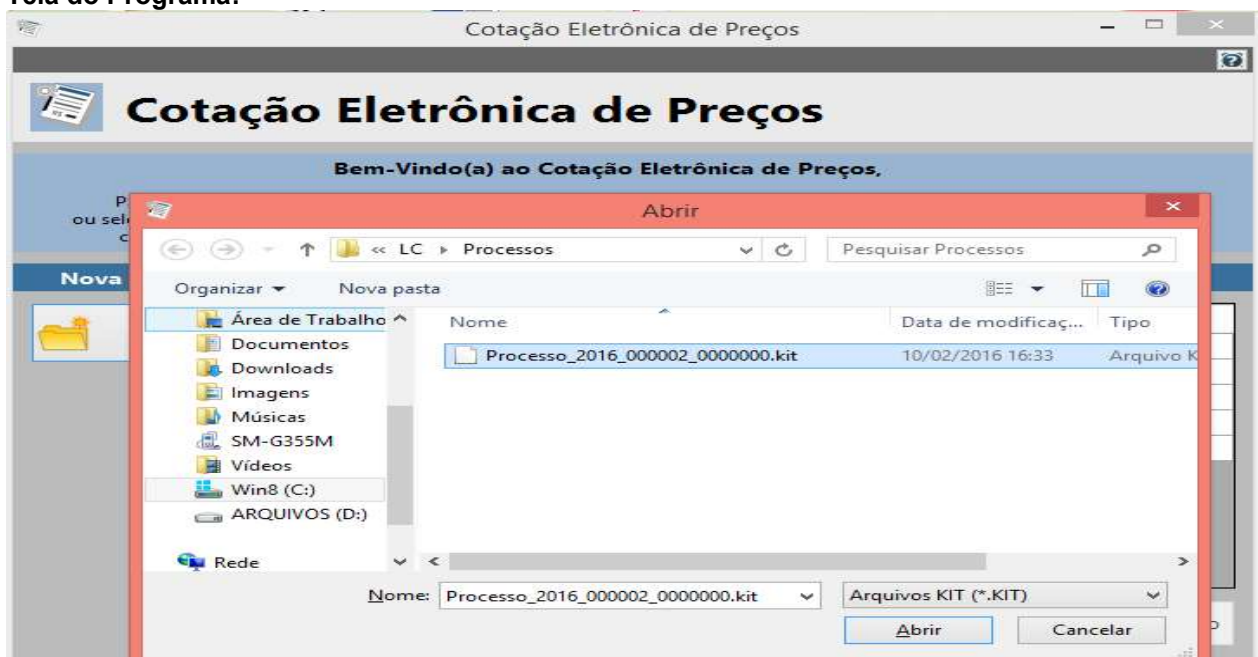 Tela do Programa:
Cotação Eletrônica de Preços
Cotação Eletrônica de Preços
Bem-Vindo(a) ao Cotação Eletrônica de Preços,
ou sel
Nova
Abrir
« LC Processos
Pesquisar Processos
Organizar
Nova pasta
Área de Trabalho
Documentos
Downloads
Imagens
Músicas
SM-G355M
Vídeos
Win8 (C:)
ARQUIVOS (D:)
Rede
Nome Data de modificaç... Tipo
Processo_2016_000002_0000000.kit 10/02/2016 16:33 Arquivo K
Nome: Processo_2016_000002_0000000.kit Arquivos KIT (*.KIT)
Abrir Cancelar